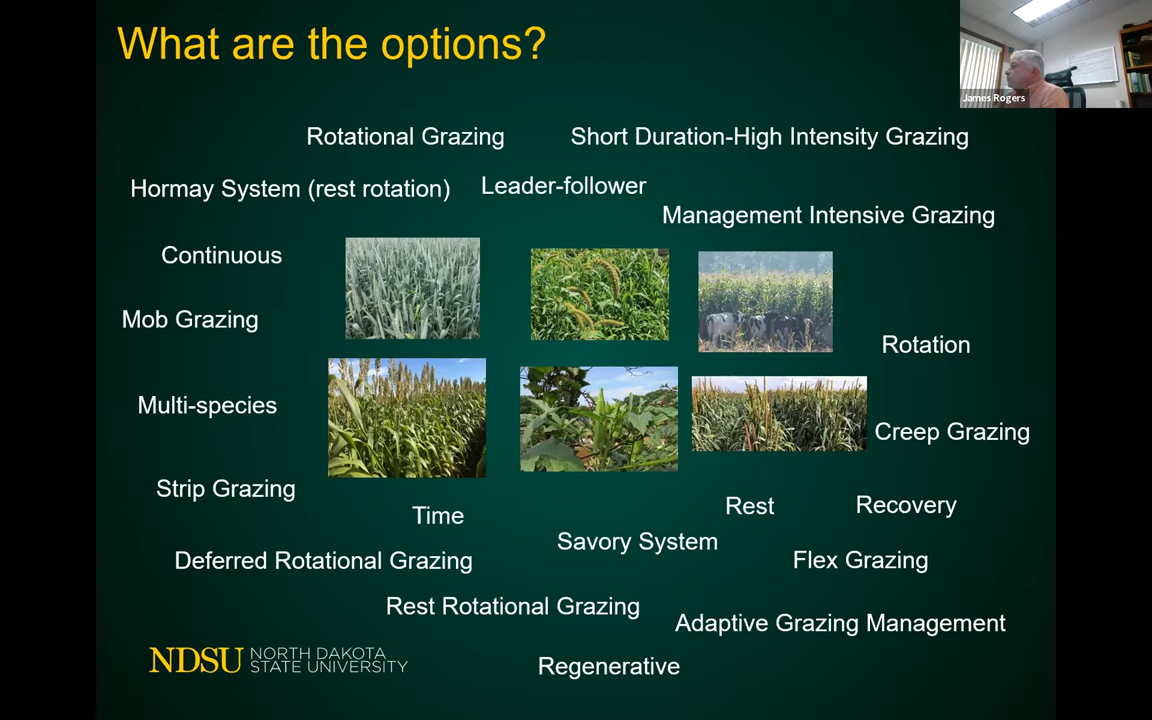 What are the options?
James Rogers
Rotational Grazing
Short Duration-High Intensity Grazing
Hormay System (rest rotation)
Leader-follower
Management Intensive Grazing
Continuous
Mob Grazing
Rotation
Multi-species
Creep Grazing
Strip Grazing
Time
Rest
Recovery
Savory System
Deferred Rotational Grazing
Flex Grazing
Rest Rotational Grazing
Adaptive Grazing Management
NDSU
NORTH DAKOTA
STATE UNIVERSITY
Regenerative